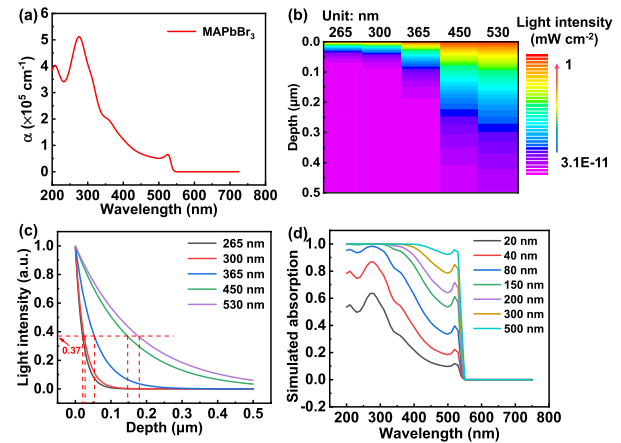 (a)
MAPbBr3
α (×10⁵ cm⁻¹)
6
5
4
3
2
1
0
200 300 400 500 600 700 800
Wavelength (nm)
(b)
Unit: nm
265 300 365 450 530
Depth (μm)
0.0
0.1
0.2
0.3
0.4
0.5
Light intensity
(mW cm⁻²)
1
3.1E-11
(c)
265 nm
300 nm
365 nm
450 nm
530 nm
Light intensity (a.u.)
1.0
0.8
0.6
0.4
0.2
0.0
0.37
0.0 0.1 0.2 0.3 0.4 0.5
Depth (μm)
(d)
20 nm
40 nm
80 nm
150 nm
200 nm
300 nm
500 nm
Simulated absorption
1.0
0.8
0.6
0.4
0.2
0.0
-0.2
200 300 400 500 600 700 800
Wavelength (nm)